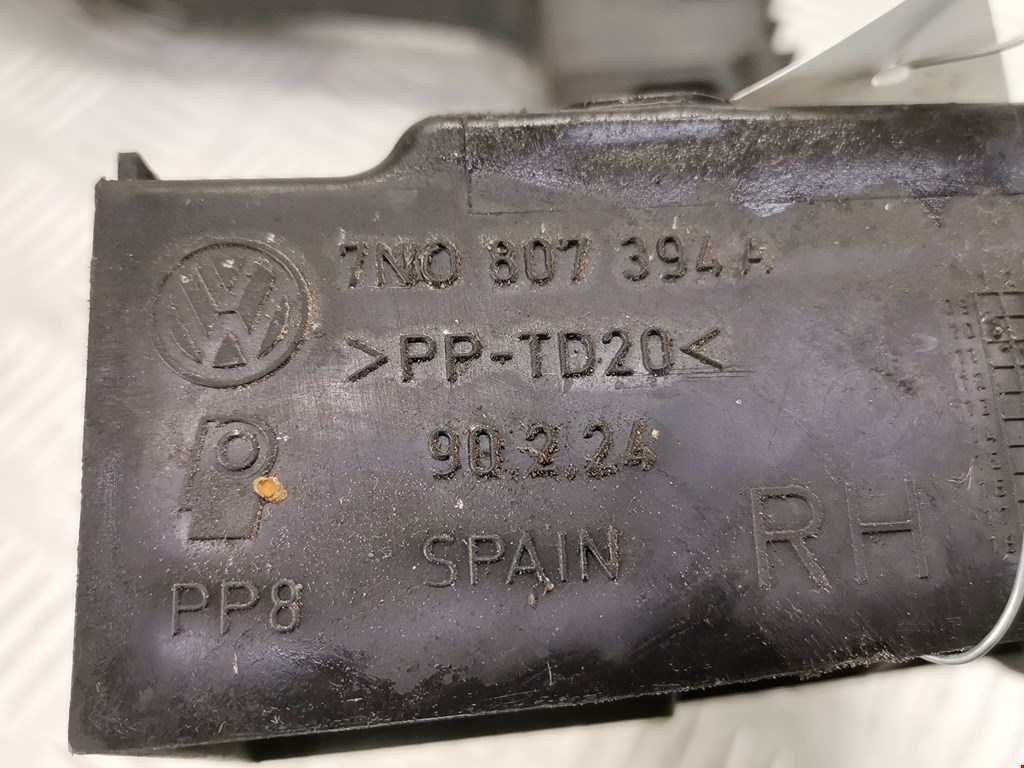 7N0 807 394 A
>PP-TD20<
90.2.24
SPAIN
RH
PP8